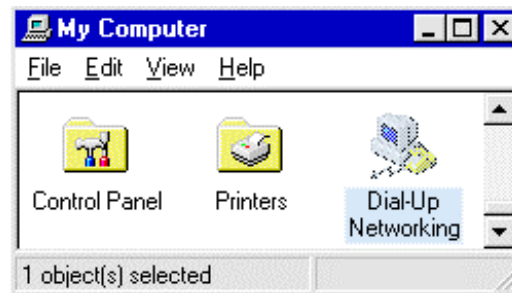 My Computer
File Edit View Help
Control Panel
Printers
Dial-Up
Networking
1 object(s) selected